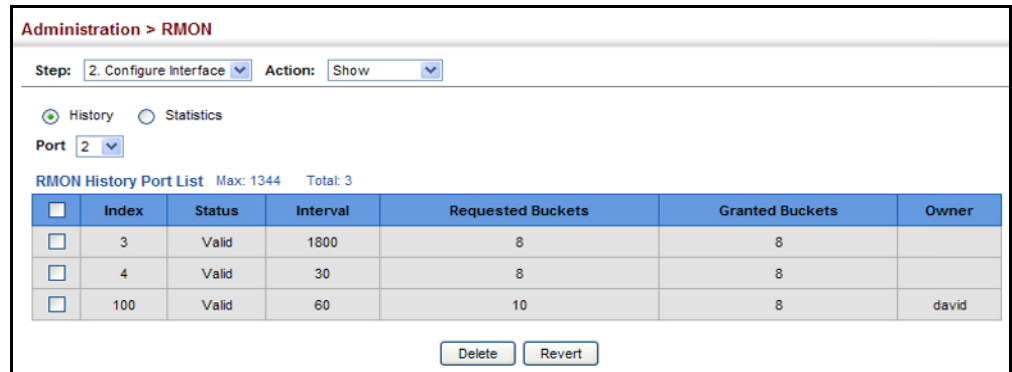 Administration > RMON
Step: 2. Configure Interface Action: Show
History Statistics
Port 2
RMON History Port List Max: 1344 Total: 3
Index Status Interval Requested Buckets Granted Buckets Owner
3 Valid 1800 8 8
4 Valid 30 8 8
100 Valid 60 10 8 david
Delete Revert